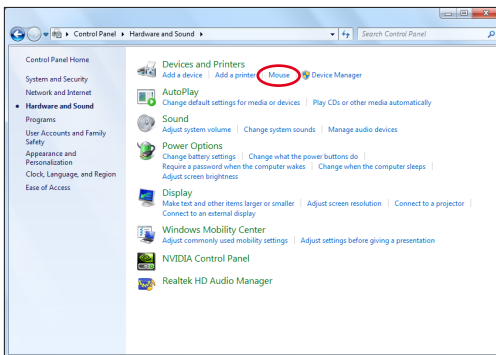 Control Panel ▸ Hardware and Sound ▸
Search Control Panel
Control Panel Home
System and Security
Network and Internet
Hardware and Sound
Programs
User Accounts and Family
Safety
Appearance and
Personalization
Clock, Language, and Region
Ease of Access
Devices and Printers
Add a device | Add a printer | Mouse | Device Manager
AutoPlay
Change default settings for media or devices | Play CDs or other media automatically
Sound
Adjust system volume | Change system sounds | Manage audio devices
Power Options
Change battery settings | Change what the power buttons do |
Require a password when the computer wakes | Change when the computer sleeps |
Adjust screen brightness
Display
Make text and other items larger or smaller | Adjust screen resolution | Connect to a projector |
Connect to an external display
Windows Mobility Center
Adjust commonly used mobility settings | Adjust settings before giving a presentation
NVIDIA Control Panel
Realtek HD Audio Manager